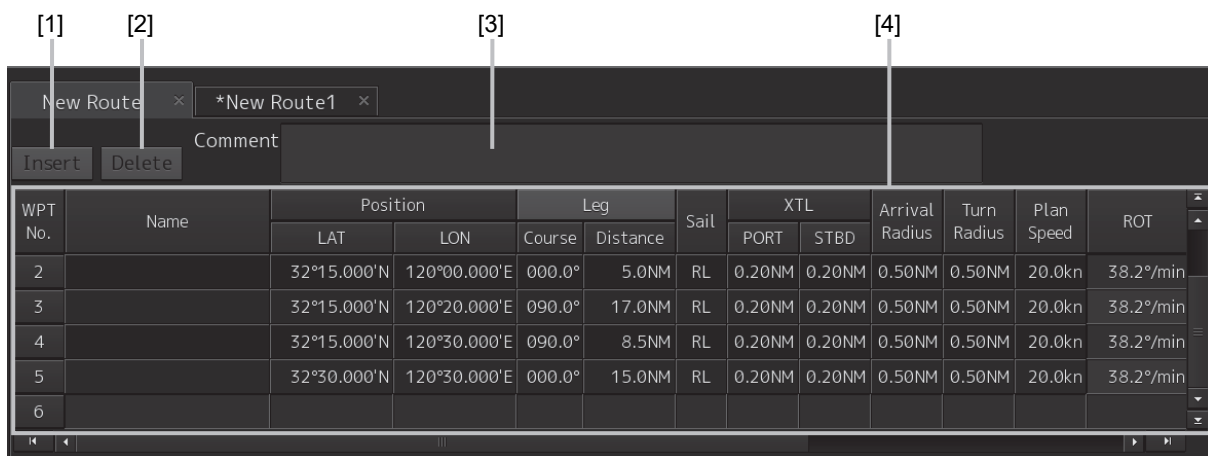 [1] [2] [3] [4]
New Route × *New Route1 ×
Comment
Insert Delete
WPT No. Name Position Leg Sail XTL Arrival Radius Turn Radius Plan Speed ROT
LAT LON Course Distance PORT STBD
2 32°15.000'N 120°00.000'E 000.0° 5.0NM RL 0.20NM 0.20NM 0.50NM 0.50NM 20.0kn 38.2°/min
3 32°15.000'N 120°20.000'E 090.0° 17.0NM RL 0.20NM 0.20NM 0.50NM 0.50NM 20.0kn 38.2°/min
4 32°15.000'N 120°30.000'E 090.0° 8.5NM RL 0.20NM 0.20NM 0.50NM 0.50NM 20.0kn 38.2°/min
5 32°30.000'N 120°30.000'E 000.0° 15.0NM RL 0.20NM 0.20NM 0.50NM 0.50NM 20.0kn 38.2°/min
6